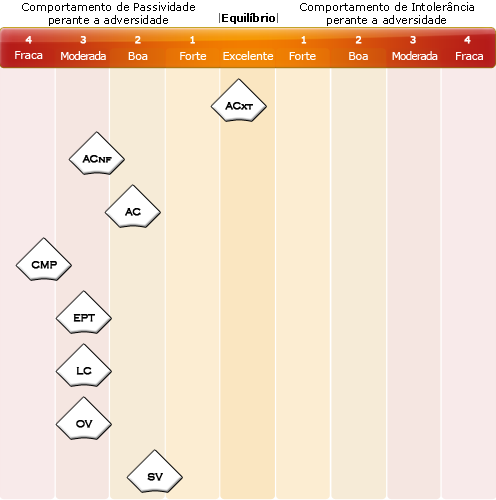 Comportamento de Passividade
perante a adversidade
|Equilíbrio|
Comportamento de Intolerância
perante a adversidade
4 3 2 1 1 2 3 4
Fraca Moderada Boa Forte Excelente Forte Boa Moderada Fraca
ACXT
ACNF
AC
CMP
EPT
LC
OV
SV